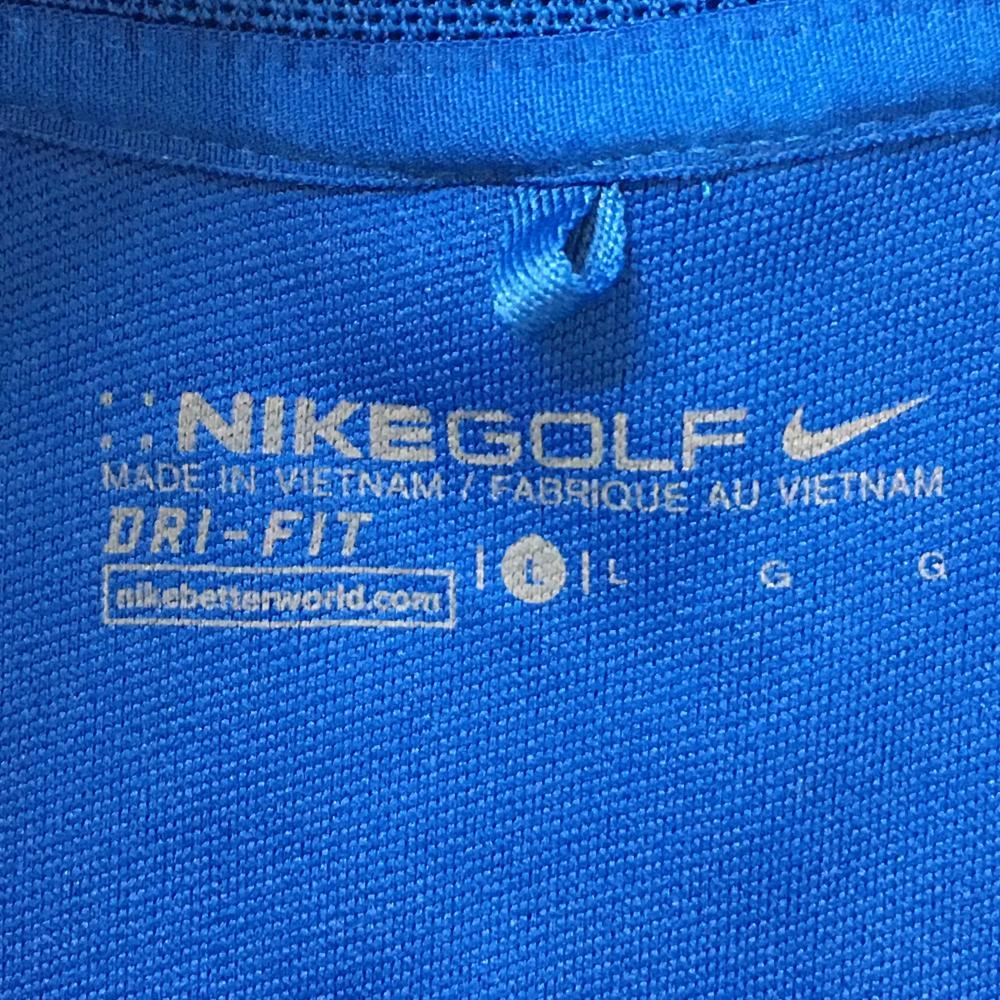 NIKEGOLF
MADE IN VIETNAM / FABRIQUE AU VIETNAM
DRI-FIT
nikebetterworld.com
| L | L G G